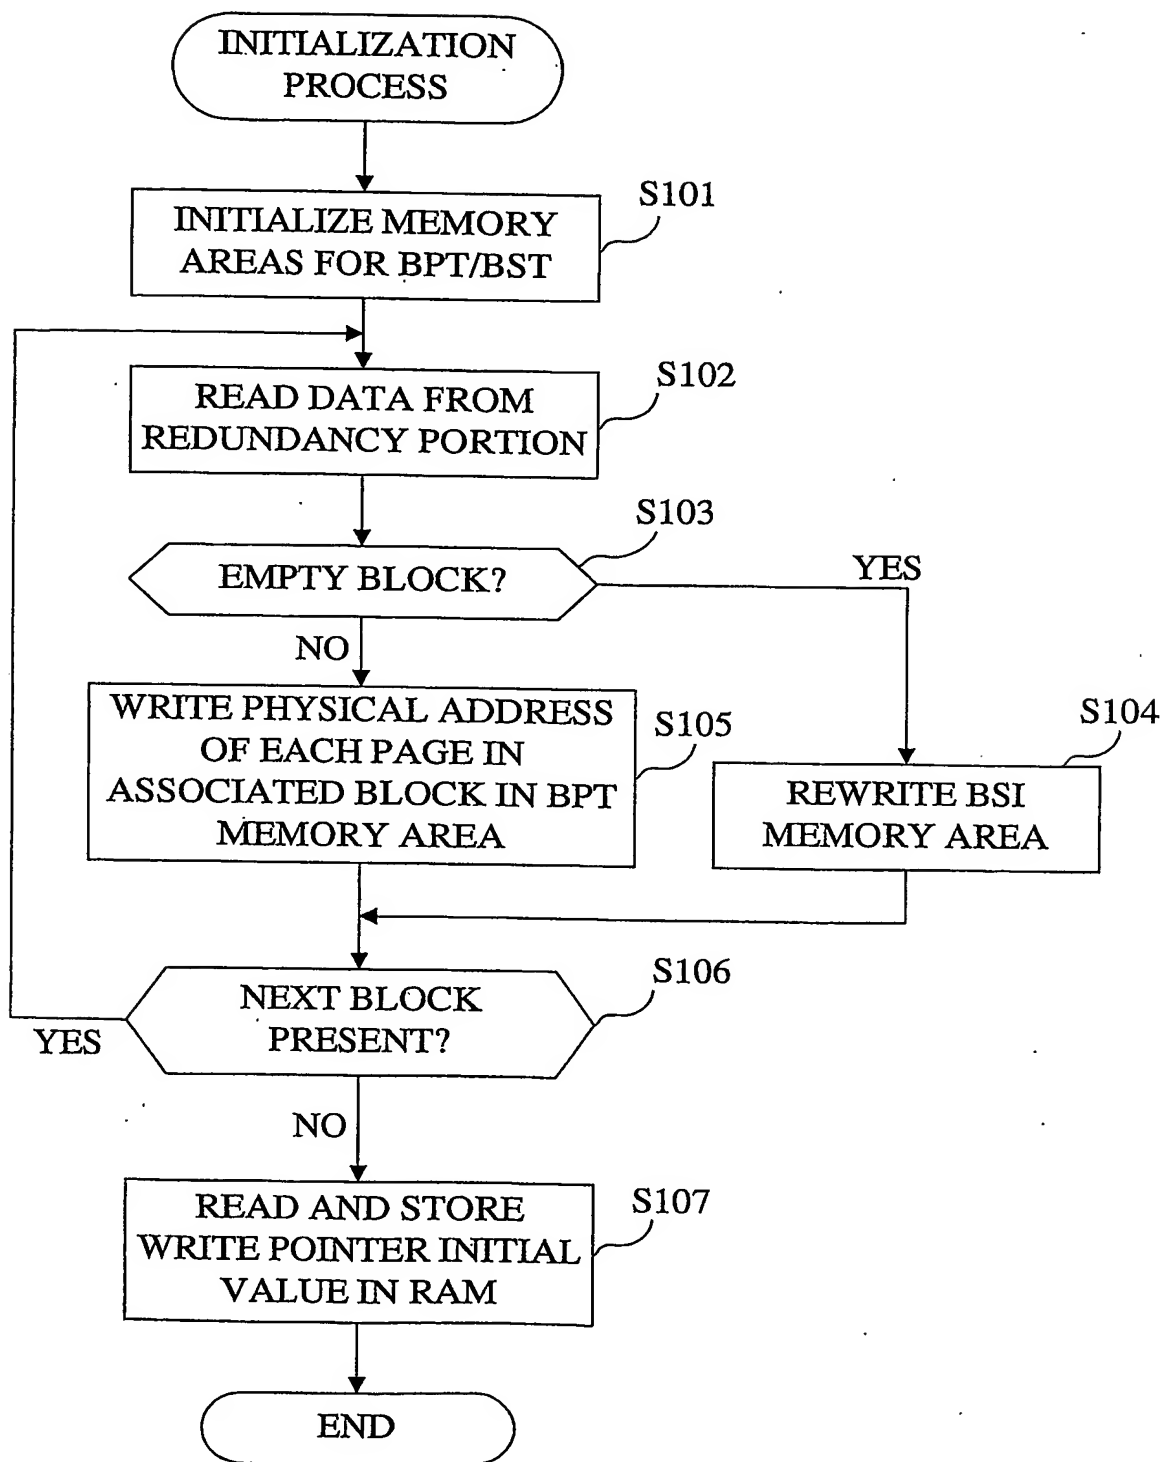 INITIALIZATION
PROCESS
S101
INITIALIZE MEMORY
AREAS FOR BPT/BST
S102
READ DATA FROM
REDUNDANCY PORTION
S103
EMPTY BLOCK?
YES
NO
S105
WRITE PHYSICAL ADDRESS
OF EACH PAGE IN
ASSOCIATED BLOCK IN BPT
MEMORY AREA
S104
REWRITE BSI
MEMORY AREA
S106
NEXT BLOCK
PRESENT?
YES
NO
S107
READ AND STORE
WRITE POINTER INITIAL
VALUE IN RAM
END